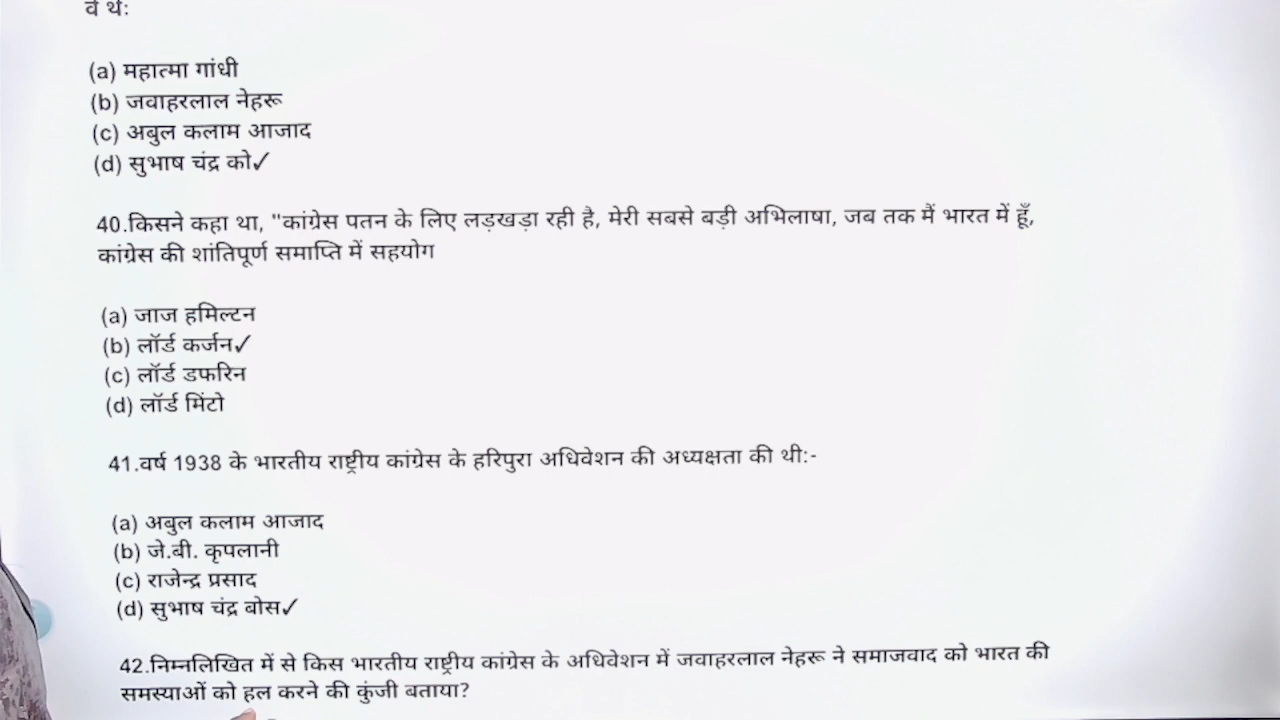 वे थे:
(a) महात्मा गांधी
(b) जवाहरलाल नेहरू
(c) अबुल कलाम आजाद
(d) सुभाष चंद्र को✓
40.किसने कहा था, "कांग्रेस पतन के लिए लड़खड़ा रही है, मेरी सबसे बड़ी अभिलाषा, जब तक मैं भारत में हूँ,
कांग्रेस की शांतिपूर्ण समाप्ति में सहयोग
(a) जाज हमिल्टन
(b) लॉर्ड कर्जन✓
(c) लॉर्ड डफरिन
(d) लॉर्ड मिंटो
41.वर्ष 1938 के भारतीय राष्ट्रीय कांग्रेस के हरिपुरा अधिवेशन की अध्यक्षता की थी:-
(a) अबुल कलाम आजाद
(b) जे.बी. कृपलानी
(c) राजेन्द्र प्रसाद
(d) सुभाष चंद्र बोस✓
42.निम्नलिखित में से किस भारतीय राष्ट्रीय कांग्रेस के अधिवेशन में जवाहरलाल नेहरू ने समाजवाद को भारत की
समस्याओं को हल करने की कुंजी बताया?